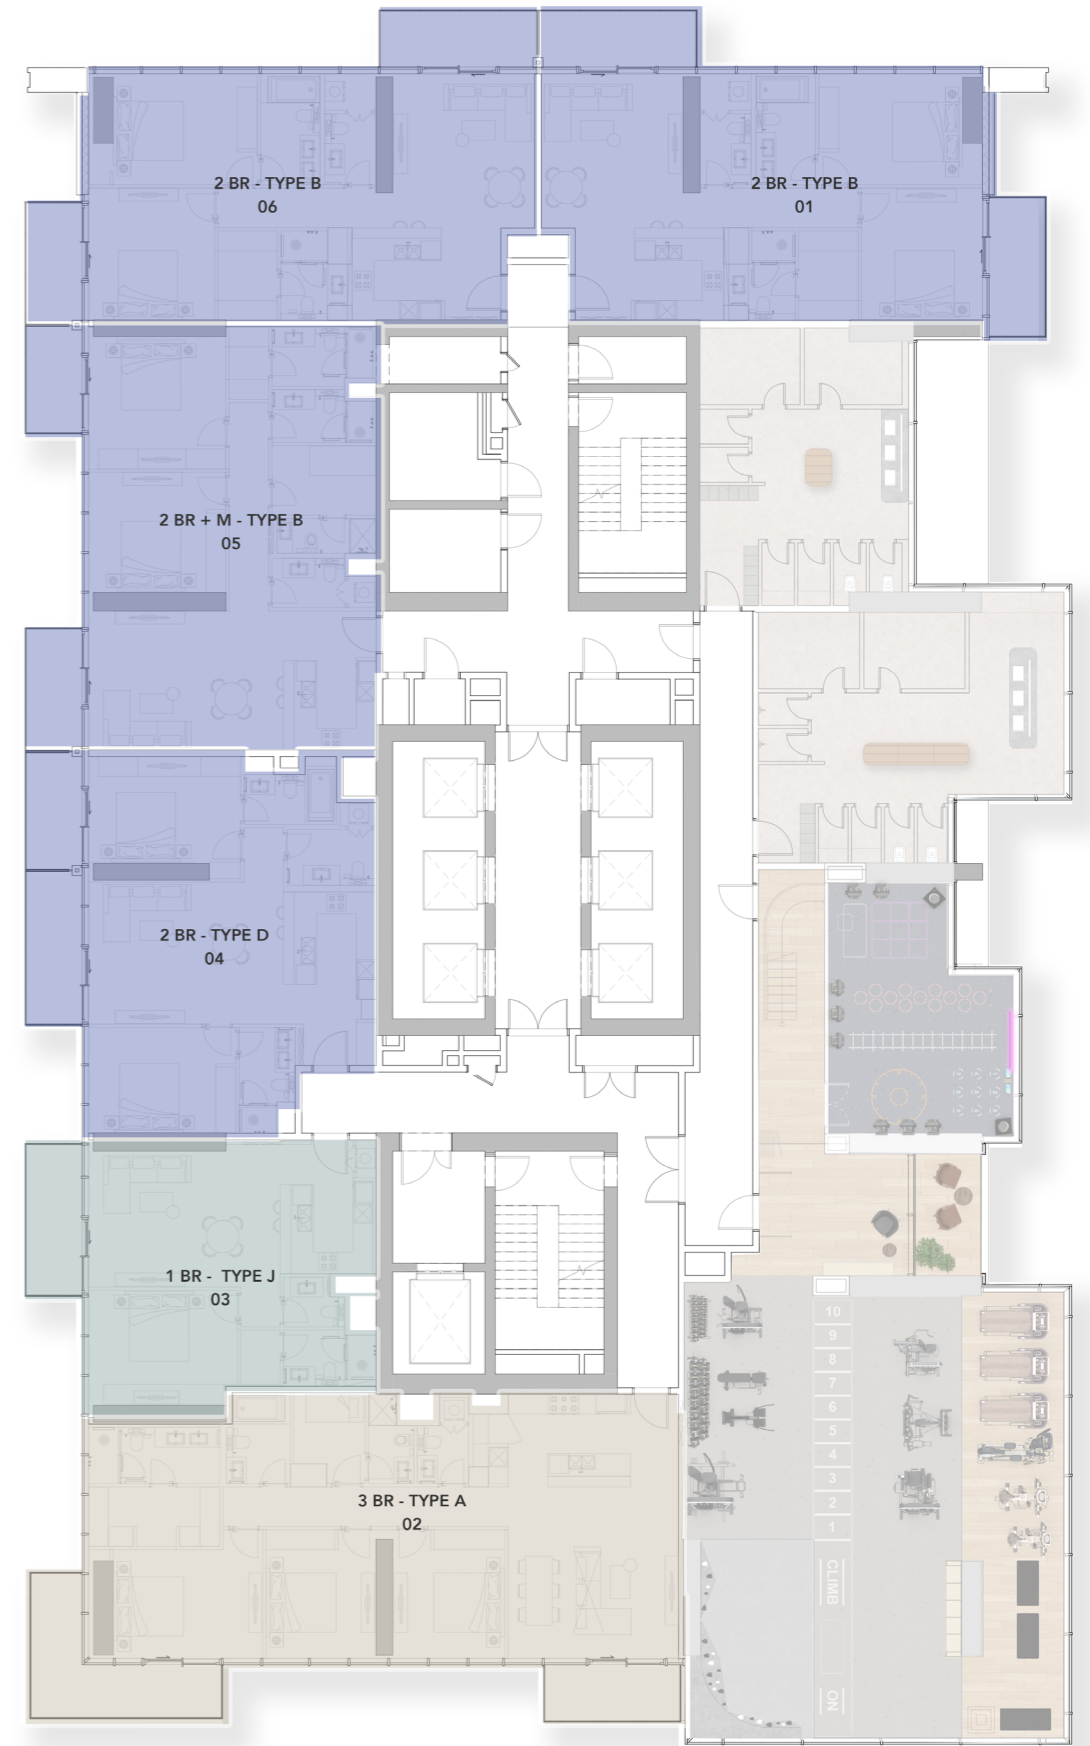 2 BR - TYPE B
06
2 BR - TYPE B
01
2 BR + M - TYPE B
05
2 BR - TYPE D
04
1 BR - TYPE J
03
3 BR - TYPE A
02
10
9
8
7
6
5
4
3
2
1
CLIMB
ON